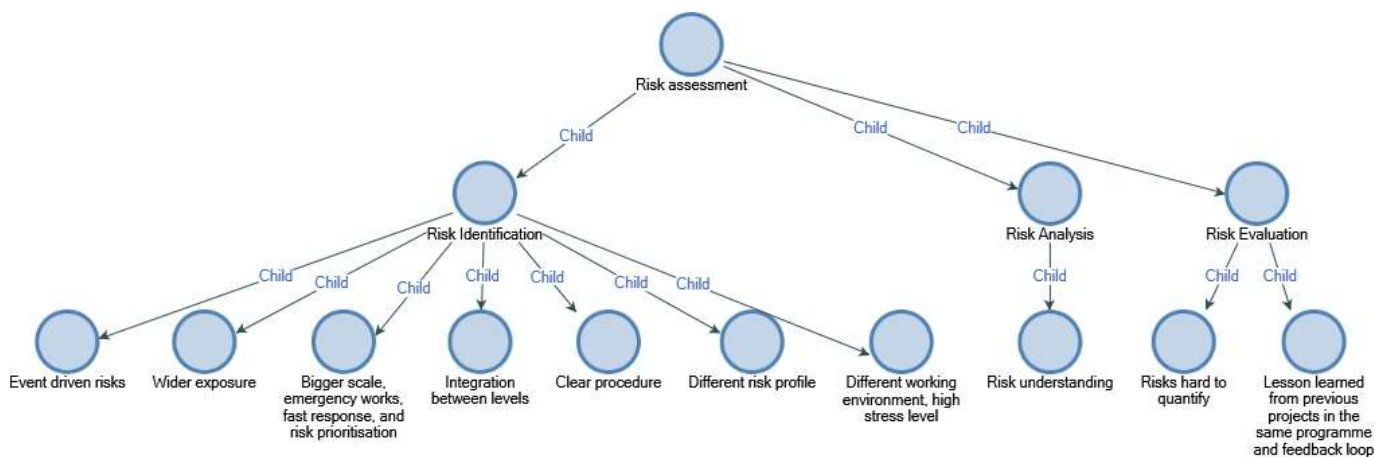 Risk assessment
Child
Child
Child
Risk Identification
Risk Analysis
Risk Evaluation
Child
Child
Child
Child
Child
Child
Child
Child
Child
Child
Event driven risks
Wider exposure
Bigger scale,
emergency works,
fast response, and
risk prioritisation
Integration
between levels
Clear procedure
Different risk profile
Different working
environment, high
stress level
Risk understanding
Risks hard to
quantify
Lesson learned
from previous
projects in the
same programme
and feedback loop